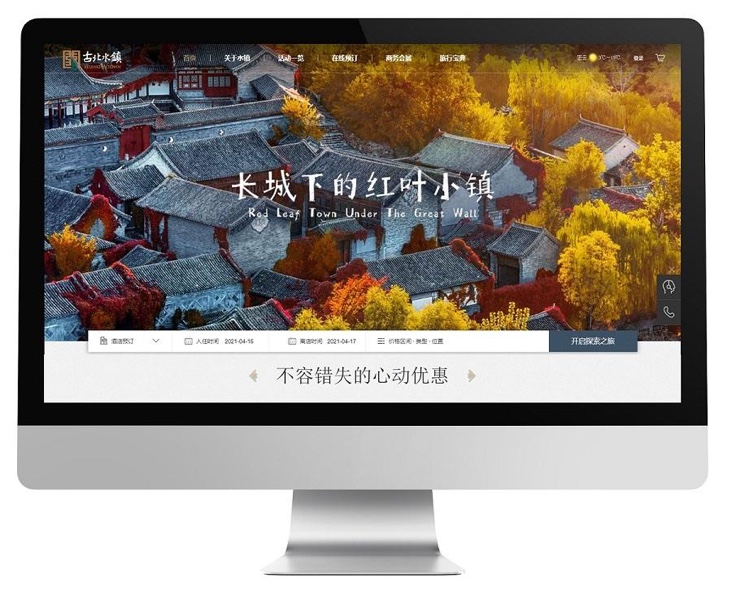 古北水镇
首页 关于水镇 活动一览 在线预订 商务会展 旅行宝典
登录
长城下的红叶小镇
Red Leaf Town Under The Great Wall
酒店预订 入住时间 2021-04-16 离店时间 2021-04-17 价格区间·类型·位置 开启探索之旅
不容错失的心动优惠